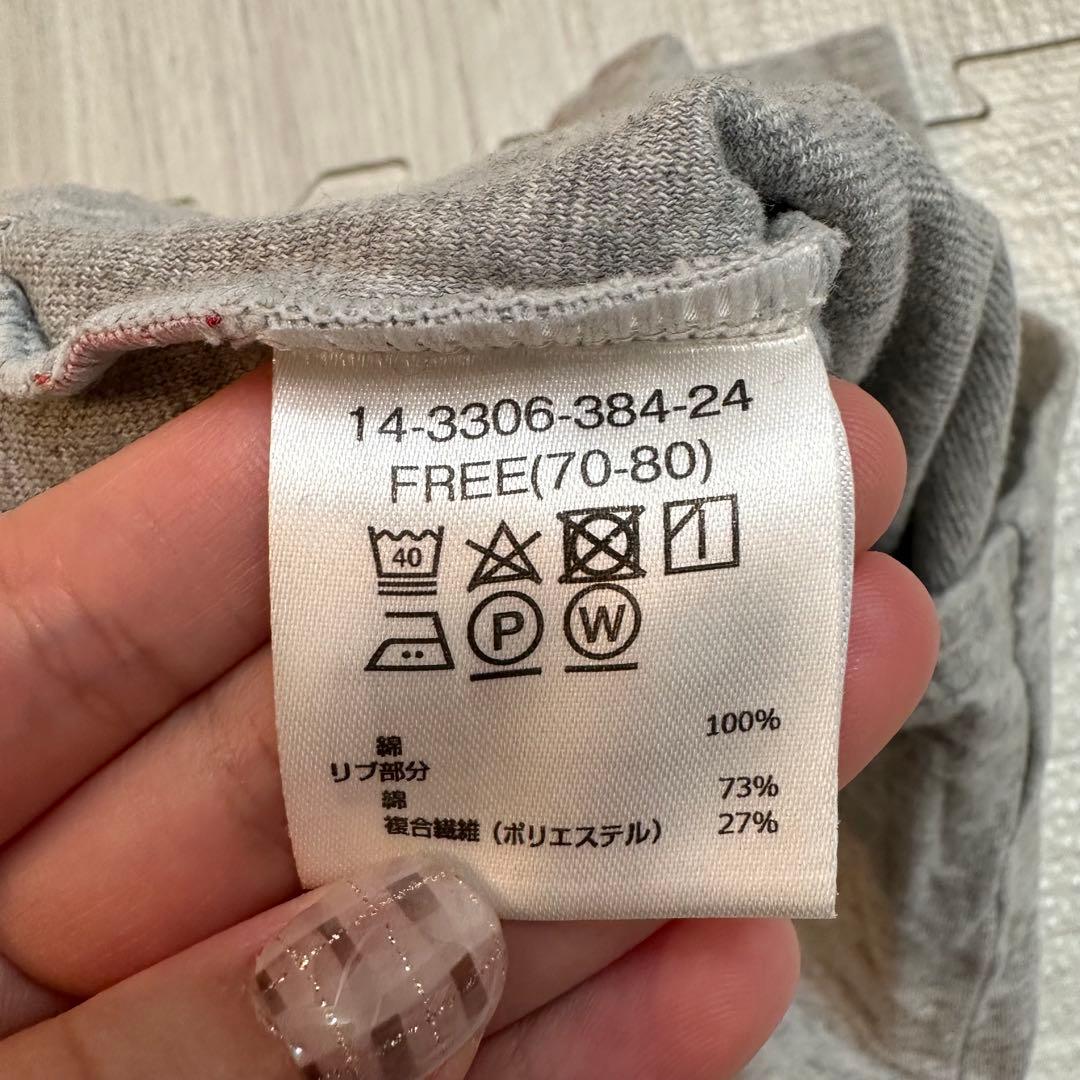 14-3306-384-24
FREE(70-80)
40
P W
綿 100%
リブ部分
綿 73%
複合繊維(ポリエステル) 27%